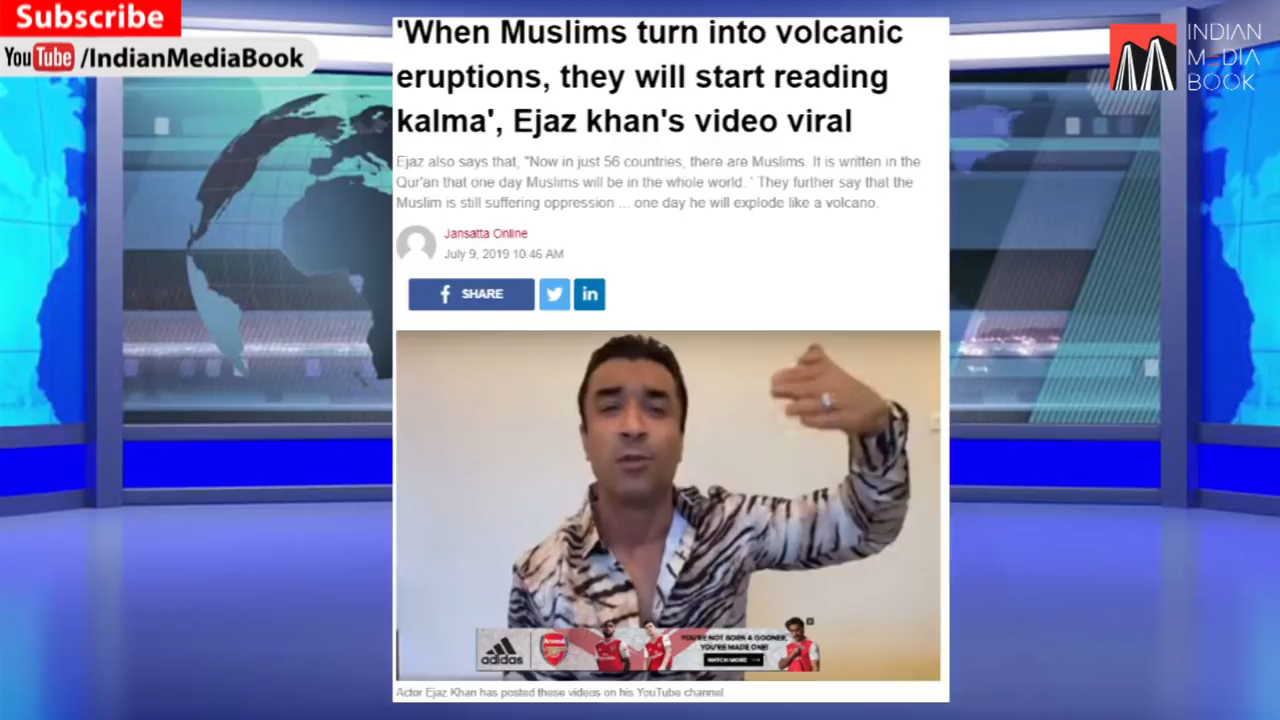 Subscribe
YouTube /IndianMediaBook
INDIAN
MEDIA
BOOK
'When Muslims turn into volcanic
eruptions, they will start reading
kalma', Ejaz khan's video viral
Ejaz also says that, "Now in just 56 countries, there are Muslims. It is written in the
Qur'an that one day Muslims will be in the whole world. ' They further say that the
Muslim is still suffering oppression ... one day he will explode like a volcano.
Jansatta Online
July 9, 2019 10:46 AM
f SHARE
in
adidas
Arsenal
YOU'RE NOT BORN A GOONER,
YOU'RE MADE ONE!
WATCH MORE
Actor Ejaz Khan has posted these videos on his YouTube channel.